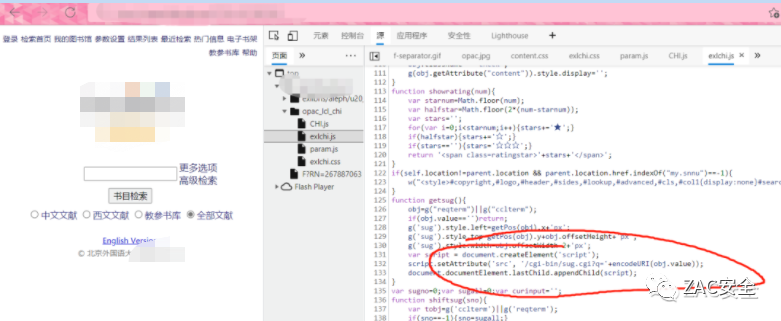 登录 检索首页 我的图书馆 参数设置 结果列表 最近检索 热门信息 电子书架
教参书库 帮助
更多选项
高级检索
书目检索
中文文献 西文文献 教参书库 全部文献
English Version
© 北京外国语大
元素 控制台 源 应用程序 安全性 Lighthouse +
页面 » ⋮
f-separator.gif opac.jpg content.css exlchi.css param.js CHI.js exlchi.js × »
top
opac_lcl_chi
CHI.js
exlchi.js
param.js
exlchi.css
F?RN=267887063
Flash Player
111 g(obj.getAttribute("content")).style.display='';
112 }
113 function showrating(num){
114 var starnum=Math.floor(num);
115 var halfstar=Math.floor(2*(num-starnum));
116 var stars='';
117 for(var i=0;i<starnum;i++){stars+='★';}
118 if(halfstar){stars+='☆';}
119 if(stars==''){stars='☆☆☆';}
120 return '<span class=ratingstar>'+stars+'</span>';
121 }
122 if(self.location!=parent.location && parent.location.href.indexOf("my.snnu")==-1){
123 w("<style>#copyright,#logo,#header,#sides,#lookup,#advanced,#cls,#coll{display:none}#sear
124 }
125 function getsug(){
126 obj=g("reqterm")||g("cclterm");
127 if(obj.value=='')return;
128 g('sug').style.left=getPos(obj).x+'px';
129 g('sug').style.top=getPos(obj).y+obj.offsetHeight+'px';
130 g('sug').style.width=obj.offsetWidth-2+'px';
131 var script = document.createElement('script');
132 script.setAttribute('src', '/cgi-bin/sug.cgi?q='+encodeURI(obj.value));
133 document.documentElement.lastChild.appendChild(script);
134 }
135 var sugno=0;var sugall=0;var curinput='';
136 function shiftsug(sno){
137 var tobj=g('cclterm')||g('reqterm');
138 if(sno==-1){sno=sugall;}
ZAC安全